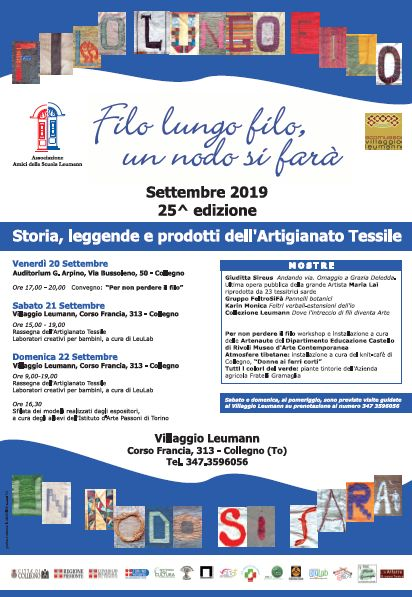 FILO LUNGO FILO
Filo lungo filo,
un nodo si farà
Associazione
Amici della Scuola Leumann
ecomuseo
villaggio
leumann
Settembre 2019
25^ edizione
Storia, leggende e prodotti dell'Artigianato Tessile
Venerdì 20 Settembre
Auditorium G. Arpino, Via Bussoleno, 50 - Collegno
Ore 17,00 - 20,00 Convegno: "Per non perdere il filo"
Sabato 21 Settembre
Villaggio Leumann, Corso Francia, 313 - Collegno
Ore 15,00 - 19,00
Rassegna dell'Artigianato Tessile
Laboratori creativi per bambini, a cura di LeuLab
Domenica 22 Settembre
Villaggio Leumann, Corso Francia, 313 - Collegno
Ore 9,00-19,00
Rassegna dell'Artigianato Tessile
Laboratori creativi per bambini, a cura di LeuLab
Ore 16,30
Sfilata dei modelli realizzati dagli espositori,
a cura degli allievi dell'Istituto d'Arte Passoni di Torino
MOSTRE
Giuditta Sireus Andando via. Omaggio a Grazia Deledda.
Ultima opera pubblica della grande Artista Maria Lai
riprodotta da 23 tessitrici sarde
Gruppo FeltroSìFà Pannelli botanici
Karin Monica Feltri verbali-estensioni dell'io
Collezione Leumann Dove l'intreccio di fili diventa Arte
Per non perdere il filo workshop e installazione a cura
delle Artenaute del Dipartimento Educazione Castello
di Rivoli Museo d'Arte Contemporanea
Atmosfere tibetane: installazione a cura del knit-cafè di
Collegno, "Donne ai ferri corti"
Tutti i colori del verde: piante tintorie dell'Azienda
agricola Fratelli Gramaglia
Sabato e domenica, al pomeriggio, sono previste visite guidate
al Villaggio Leumann su prenotazione al numero 347 3596056
Villaggio Leumann
Corso Francia, 313 - Collegno (To)
Tel. 347.3596056
UN NODO SI FARA'
CITTÀ DI
COLLEGNO
REGIONE
PIEMONTE